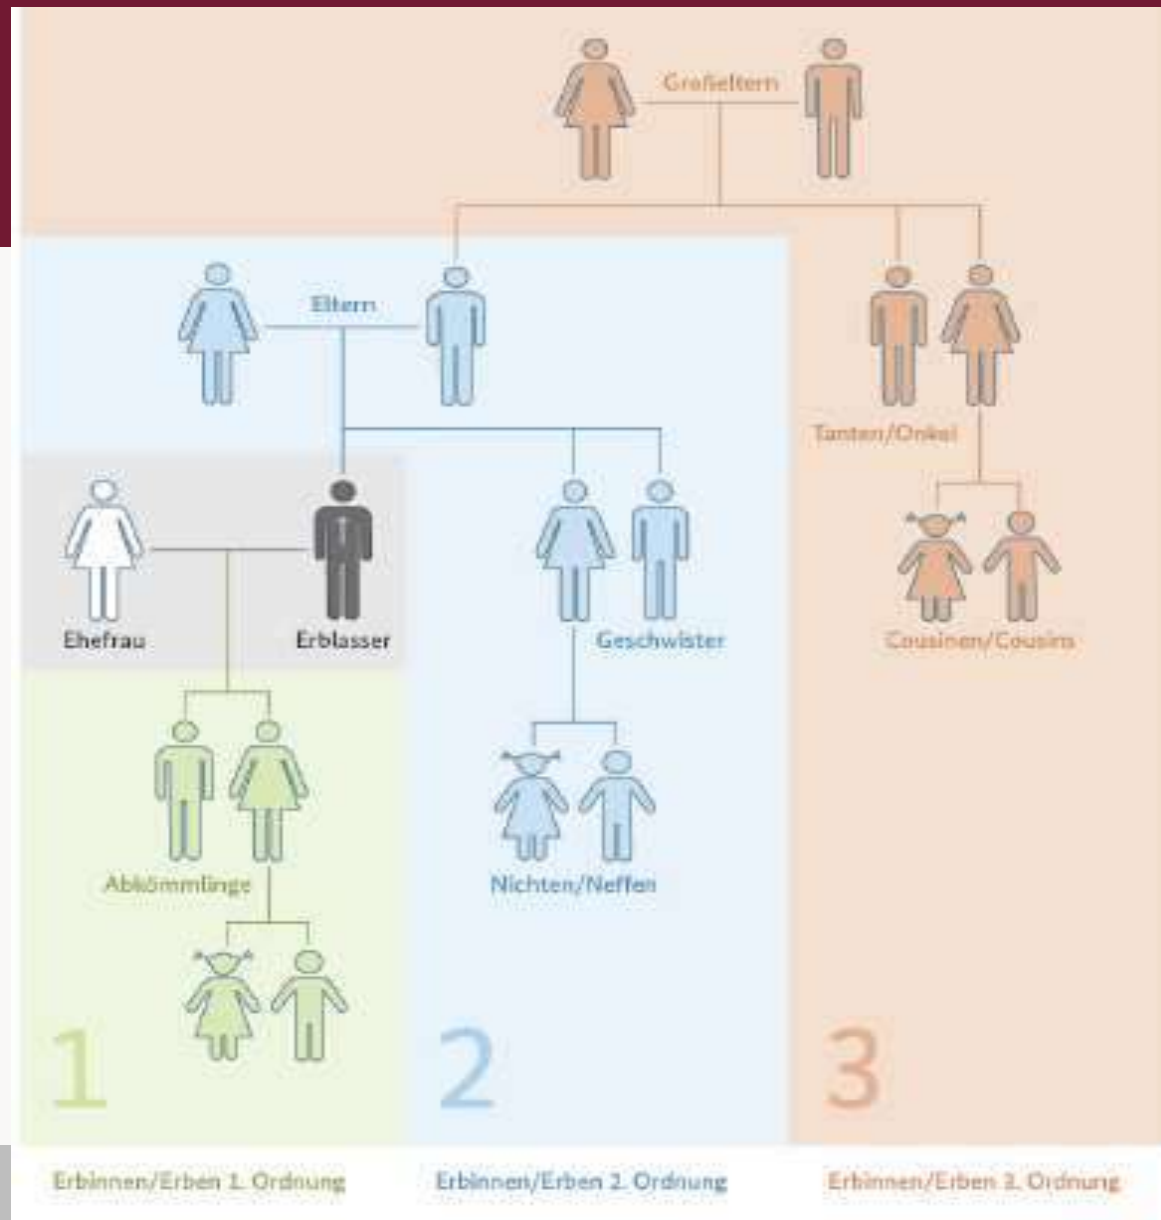 Großeltern
Eltern
Tanten/Onkel
Ehefrau
Erblasser
Geschwister
Cousinen/Cousins
Abkömmlinge
Nichten/Neffen
1
2
3
Erbinnen/Erben 1. Ordnung
Erbinnen/Erben 2. Ordnung
Erbinnen/Erben 3. Ordnung